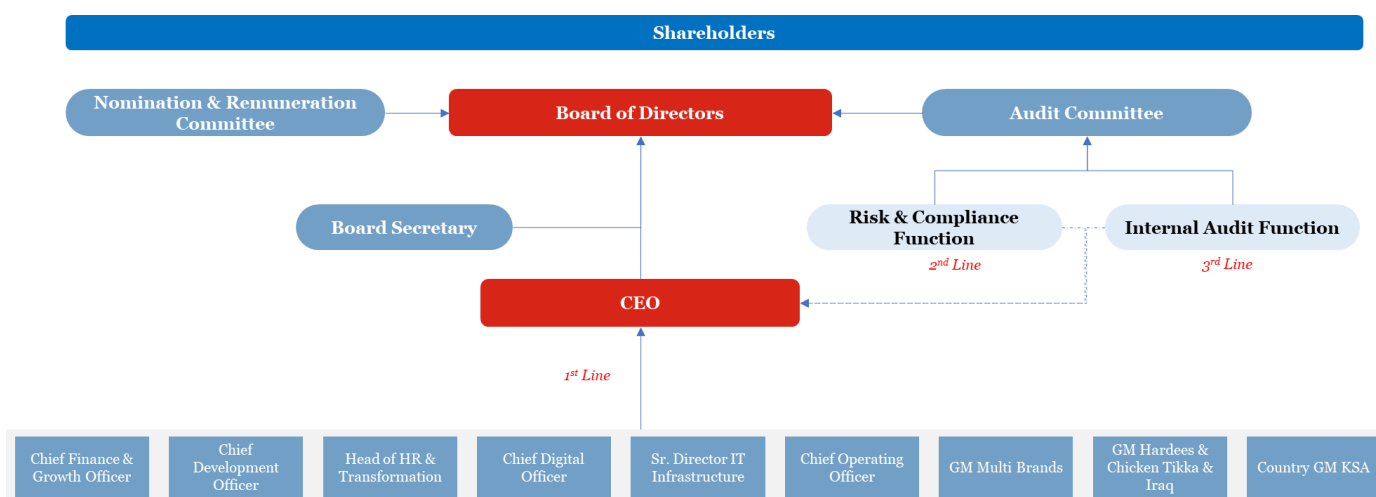 Shareholders
Nomination & Remuneration
Committee
Board of Directors
Audit Committee
Board Secretary
Risk & Compliance
Function
Internal Audit Function
2nd Line
3rd Line
CEO
1st Line
Chief Finance &
Growth Officer
Chief
Development
Officer
Head of HR &
Transformation
Chief Digital
Officer
Sr. Director IT
Infrastructure
Chief Operating
Officer
GM Multi Brands
GM Hardees &
Chicken Tikka &
Iraq
Country GM KSA